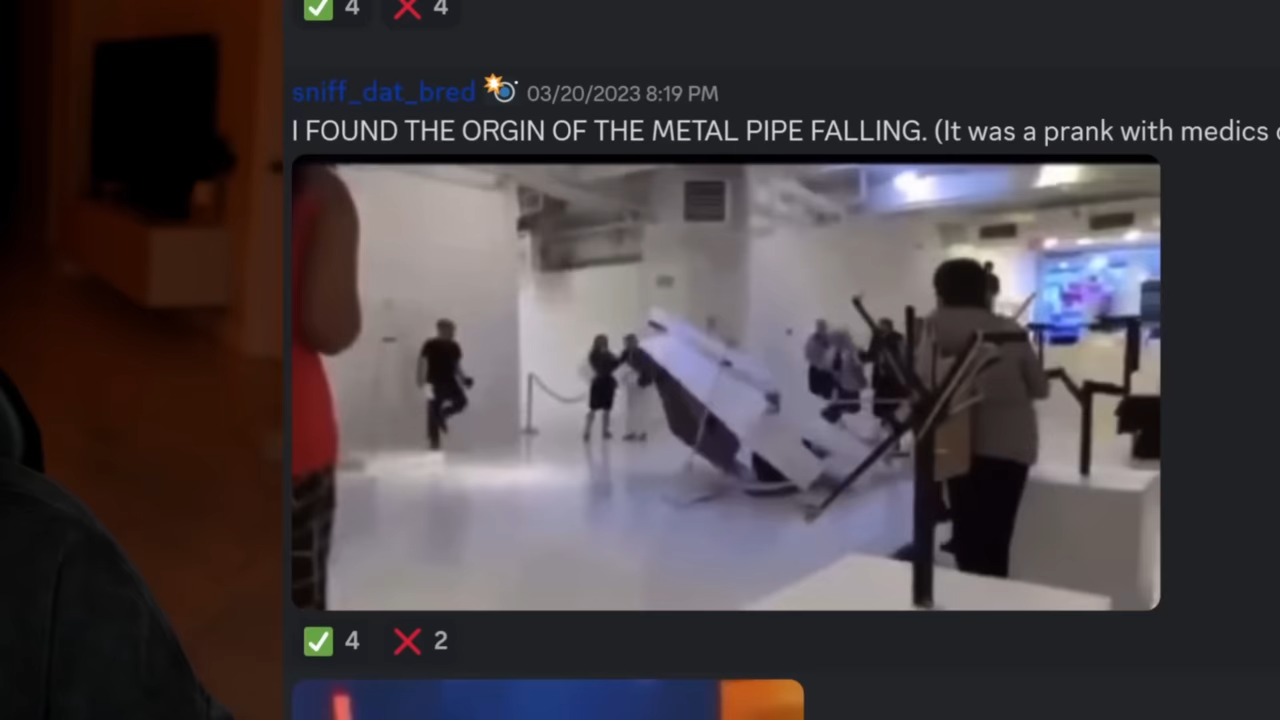 4 4
sniff_dat_bred 03/20/2023 8:19 PM
I FOUND THE ORGIN OF THE METAL PIPE FALLING. (It was a prank with medics
4 2